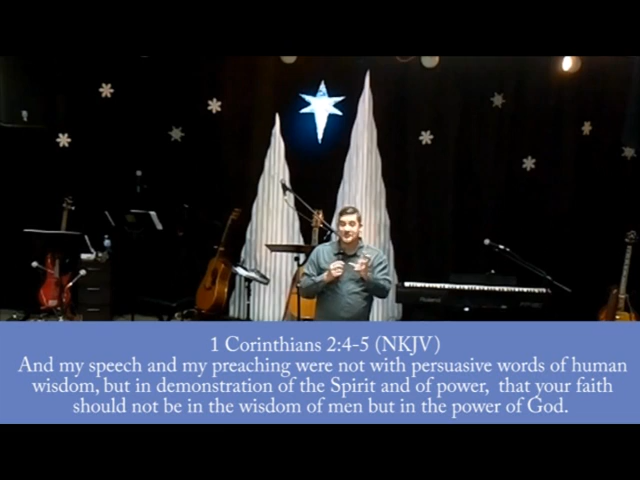 Roland
1 Corinthians 2:4-5 (NKJV)
And my speech and my preaching were not with persuasive words of human
wisdom, but in demonstration of the Spirit and of power,  that your faith
should not be in the wisdom of men but in the power of God.